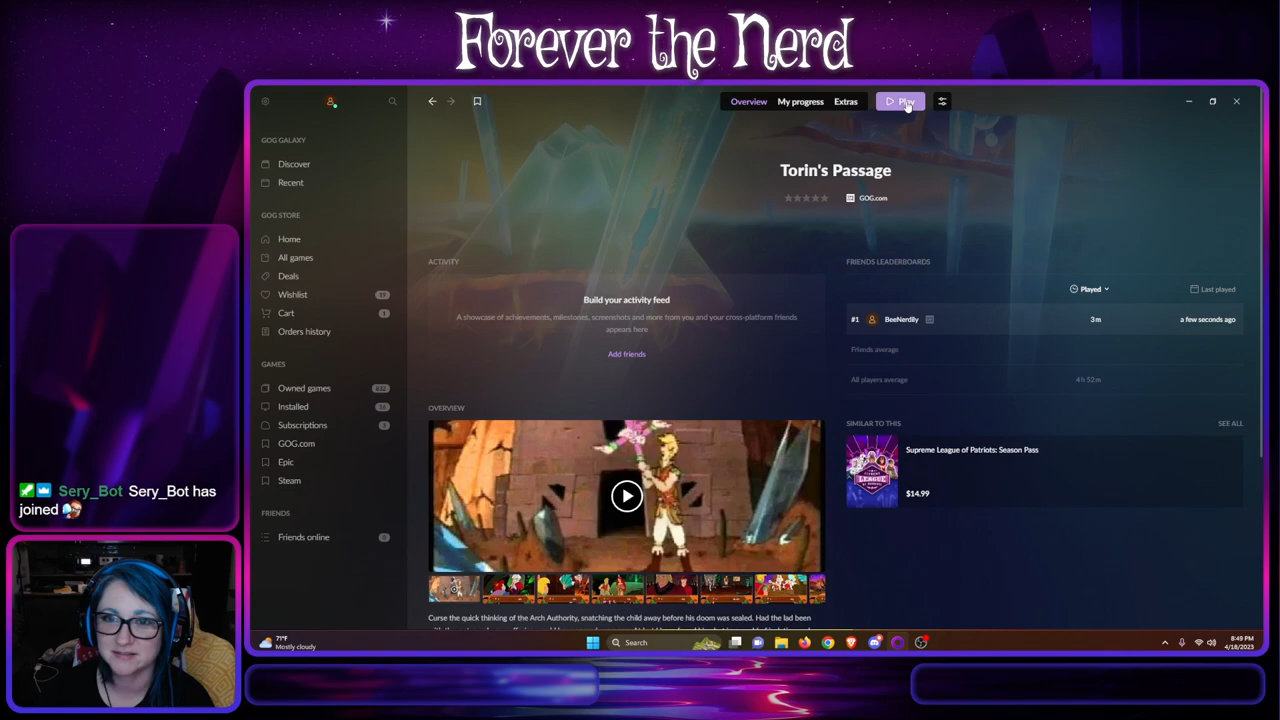 Forever the Nerd
Overview
My progress
Extras
Play
GOG GALAXY
Discover
Recent
GOG STORE
Home
All games
Deals
Wishlist
Cart 1
Orders history
GAMES
Owned games
Installed
Subscriptions 3
GOG.com
Epic
Steam
FRIENDS
Friends online 0
Torin's Passage
GOG.com
ACTIVITY
Build your activity feed
A showcase of achievements, milestones, screenshots and more from you and your cross-platform friends
appears here
Add friends
OVERVIEW
Curse the quick thinking of the Arch Authority, snatching the child away before his doom was sealed. Had the lad been
FRIENDS LEADERBOARDS
Played
Last played
#1 BeeNerdily 3m a few seconds ago
Friends average
All players average 4h 52m
SIMILAR TO THIS
SEE ALL
Supreme League of Patriots: Season Pass
$14.99
Sery_Bot Sery_Bot has
joined
71°F
Mostly cloudy
Search
8:49 PM
4/18/2023